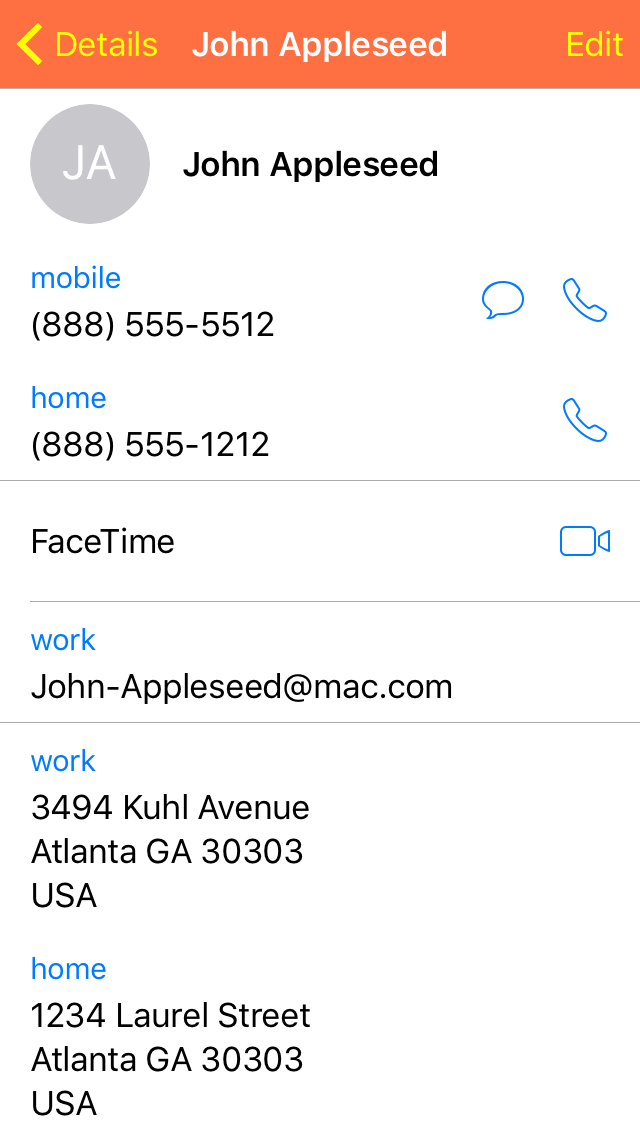 Details John Appleseed Edit
JA
John Appleseed
mobile
(888) 555-5512
home
(888) 555-1212
FaceTime
work
John-Appleseed@mac.com
work
3494 Kuhl Avenue
Atlanta GA 30303
USA
home
1234 Laurel Street
Atlanta GA 30303
USA